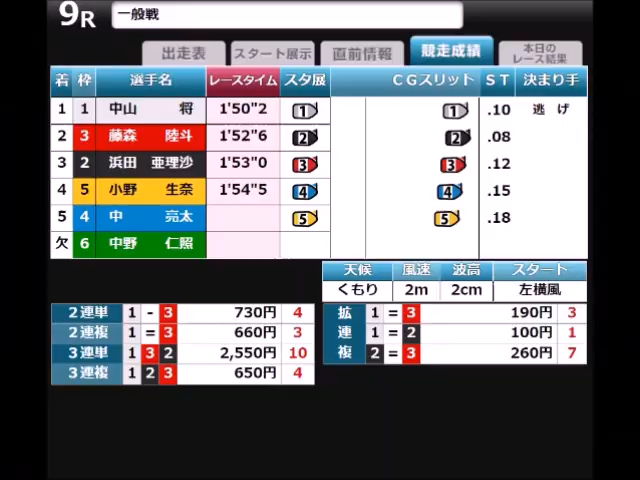 9R 一般戦
出走表 スタート展示 直前情報 競走成績 本日のレース結果
着 枠 選手名 レースタイム スタ展 CGスリット ST 決まり手
1 1 中山 将 1'50"2 1 1 .10 逃げ
2 3 藤森 陸斗 1'52"6 2 2 .08
3 2 浜田 亜理沙 1'53"0 3 3 .12
4 5 小野 生奈 1'54"5 4 4 .15
5 4 中 亮太 5 5 .18
欠 6 中野 仁照
天候 風速 波高 スタート
くもり 2m 2cm 左横風
2連単 1 - 3 730円 4
2連複 1 = 3 660円 3
3連単 1 3 2 2,550円 10
3連複 1 2 3 650円 4
拡 1 = 3 190円 3
連 1 = 2 100円 1
複 2 = 3 260円 7